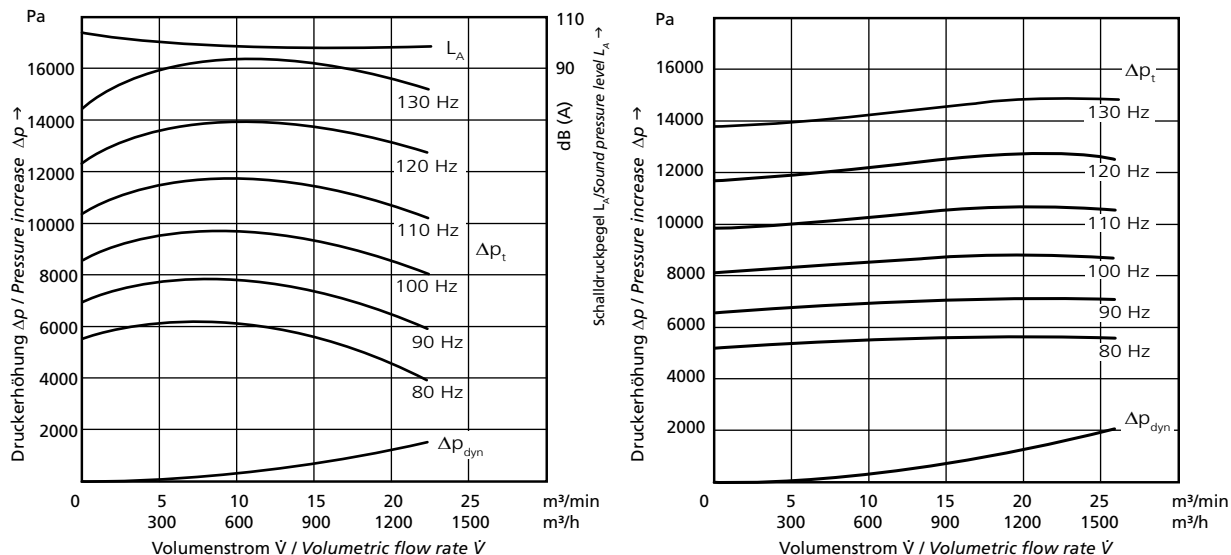 Pa
110
Pa
L_A
16000
90
16000
Δp_t
130 Hz
130 Hz
14000
14000
120 Hz
120 Hz
12000
12000
110 Hz
110 Hz
10000
10000
Δp_t
100 Hz
100 Hz
8000
8000
90 Hz
90 Hz
6000
6000
80 Hz
80 Hz
4000
4000
2000
2000
Δp_dyn
Δp_dyn
Druckerhöhung Δp / Pressure increase Δp →
dB (A)
Schalldruckpegel L_A/Sound pressure level L_A →
Druckerhöhung Δp / Pressure increase Δp →
0 5 10 15 20 25 m³/min
300 600 900 1200 1500 m³/h
Volumenstrom V̇ / Volumetric flow rate V̇
0 5 10 15 20 25 m³/min
300 600 900 1200 1500 m³/h
Volumenstrom V̇ / Volumetric flow rate V̇